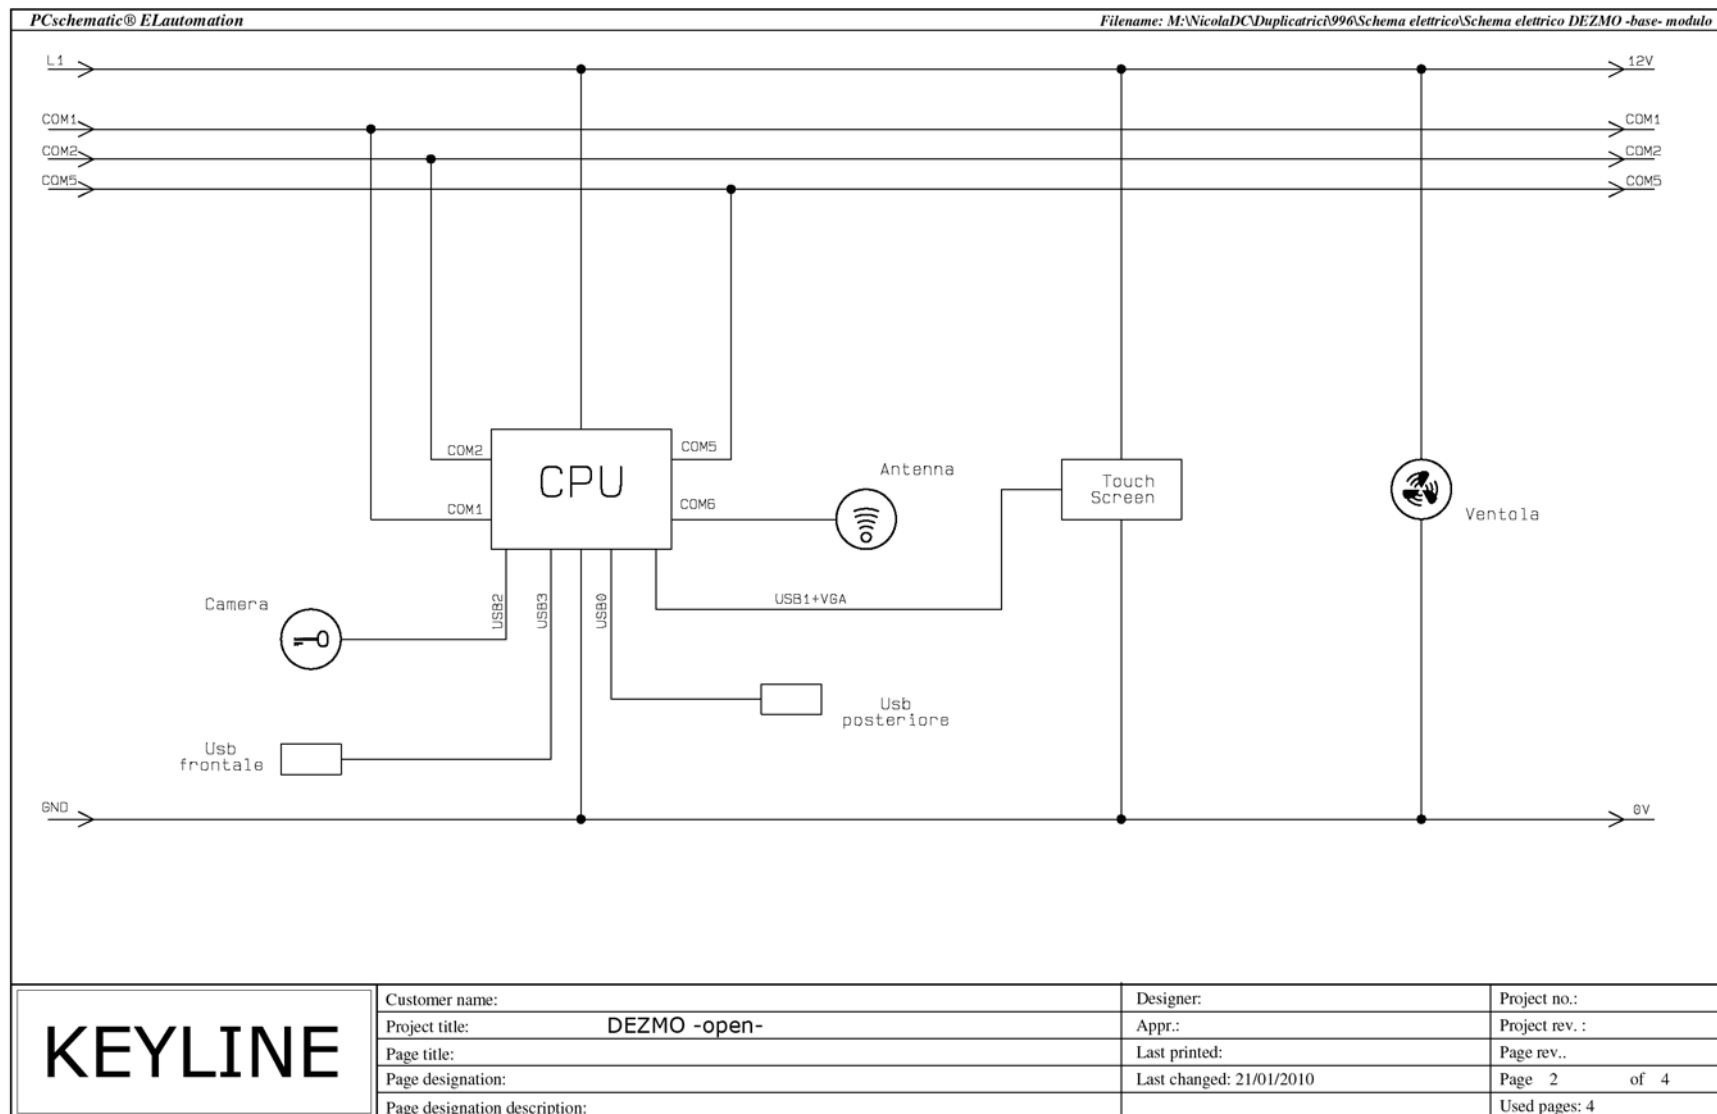 PCschematic® ELautomation
Filename: M:\NicolaDC\Duplicatrici\996\Schema elettrico\Schema elettrico DEZMO -base- modulo
L1
12V
COM1
COM1
COM2
COM2
COM5
COM5
COM2
COM5
CPU
COM1
COM6
Antenna
Touch
Screen
Ventola
Camera
USB2
USB3
USB0
USB1+VGA
Usb
posteriore
Usb
frontale
GND
0V
KEYLINE
Customer name:
Designer:
Project no.:
Project title: DEZMO -open-
Appr.:
Project rev. :
Page title:
Last printed:
Page rev..
Page designation:
Last changed: 21/01/2010
Page 2 of 4
Page designation description:
Used pages: 4